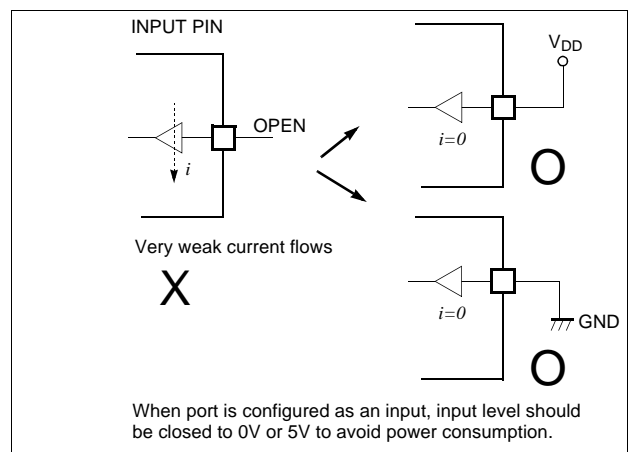 INPUT PIN
OPEN
i
Very weak current flows
X
V_DD
i=0
O
i=0
GND
O
When port is configured as an input, input level should
be closed to 0V or 5V to avoid power consumption.